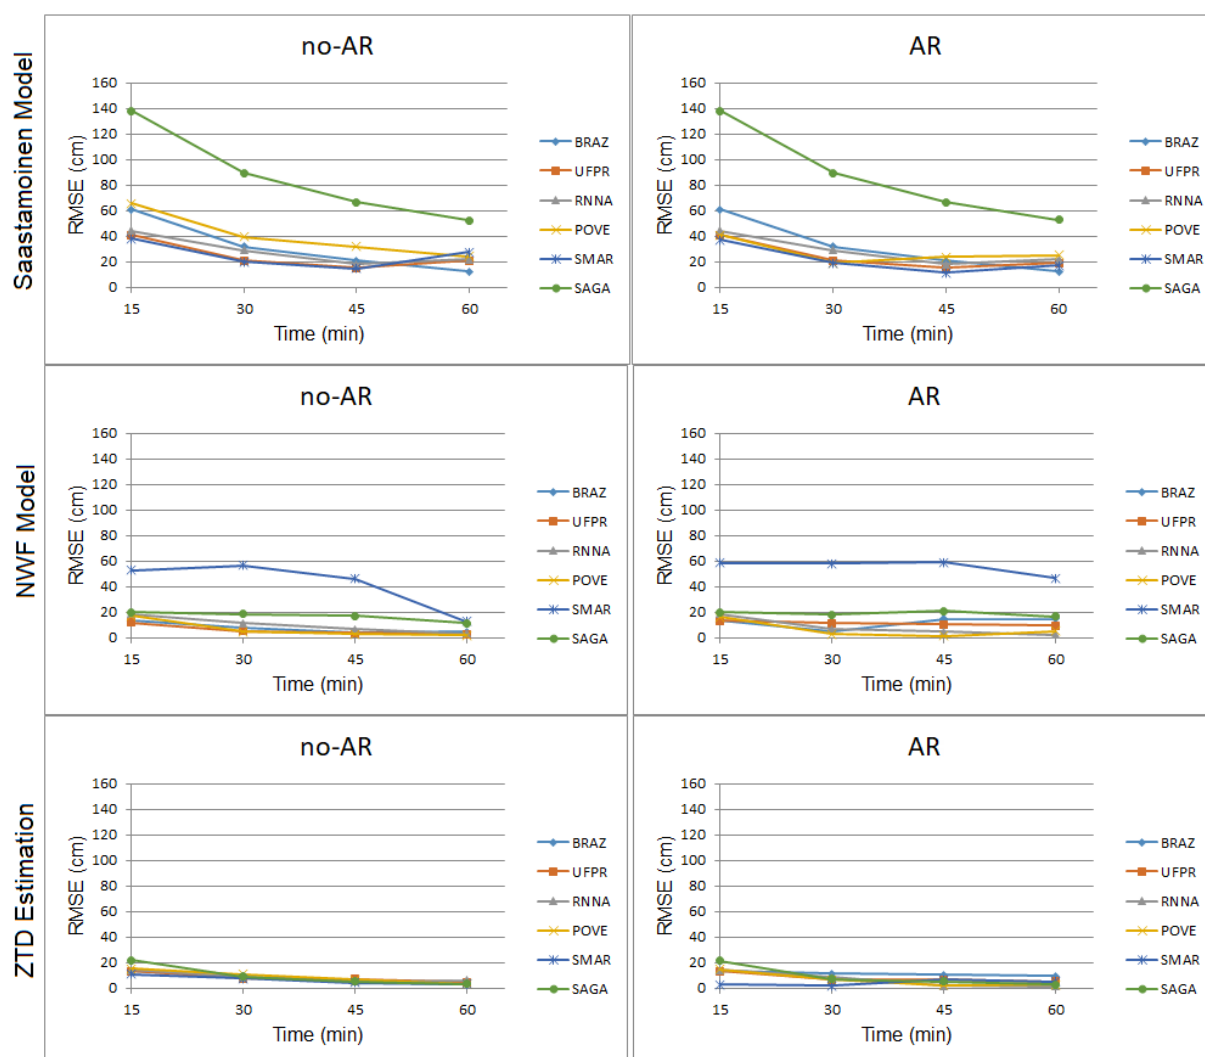 Saastamoinen Model
no-AR
RMSE (cm)
160
140
120
100
80
60
40
20
0
15 30 45 60
Time (min)
BRAZ
UFPR
RNNA
POVE
SMAR
SAGA
AR
RMSE (cm)
160
140
120
100
80
60
40
20
0
15 30 45 60
Time (min)
BRAZ
UFPR
RNNA
POVE
SMAR
SAGA
NWF Model
no-AR
RMSE (cm)
160
140
120
100
80
60
40
20
0
15 30 45 60
Time (min)
BRAZ
UFPR
RNNA
POVE
SMAR
SAGA
AR
RMSE (cm)
160
140
120
100
80
60
40
20
0
15 30 45 60
Time (min)
BRAZ
UFPR
RNNA
POVE
SMAR
SAGA
ZTD Estimation
no-AR
RMSE (cm)
160
140
120
100
80
60
40
20
0
15 30 45 60
Time (min)
BRAZ
UFPR
RNNA
POVE
SMAR
SAGA
AR
RMSE (cm)
160
140
120
100
80
60
40
20
0
15 30 45 60
Time (min)
BRAZ
UFPR
RNNA
POVE
SMAR
SAGA